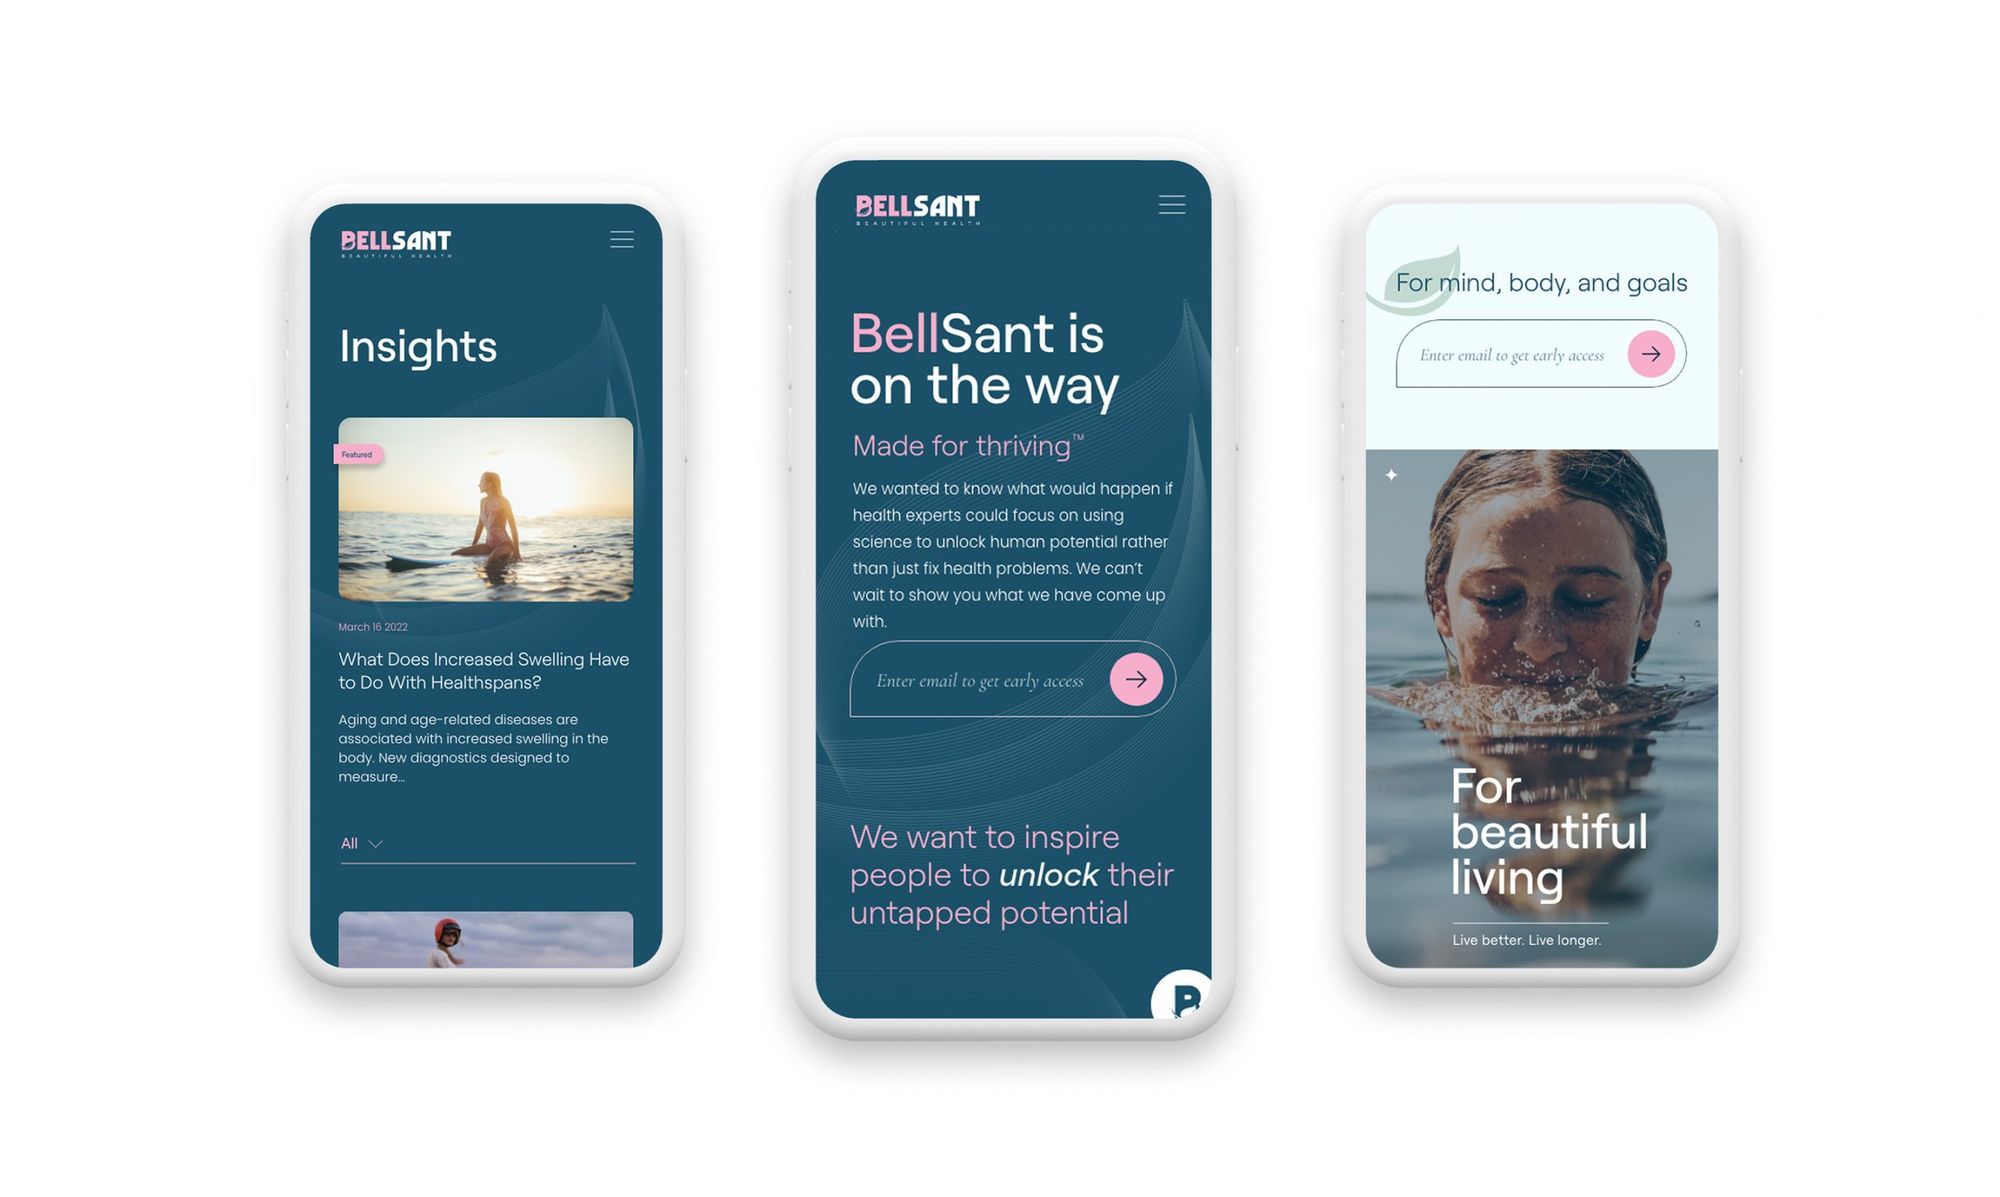 BELLSANT
BEAUTIFUL HEALTH
Insights
Featured
March 16 2022
What Does Increased Swelling Have
to Do With Healthspans?
Aging and age-related diseases are
associated with increased swelling in the
body. New diagnostics designed to
measure...
All
BELLSANT
BEAUTIFUL HEALTH
BellSant is
on the way
Made for thriving™
We wanted to know what would happen if
health experts could focus on using
science to unlock human potential rather
than just fix health problems. We can't
wait to show you what we have come up
with.
Enter email to get early access
We want to inspire
people to unlock their
untapped potential
B
For mind, body, and goals
Enter email to get early access
For
beautiful
living
Live better. Live longer.